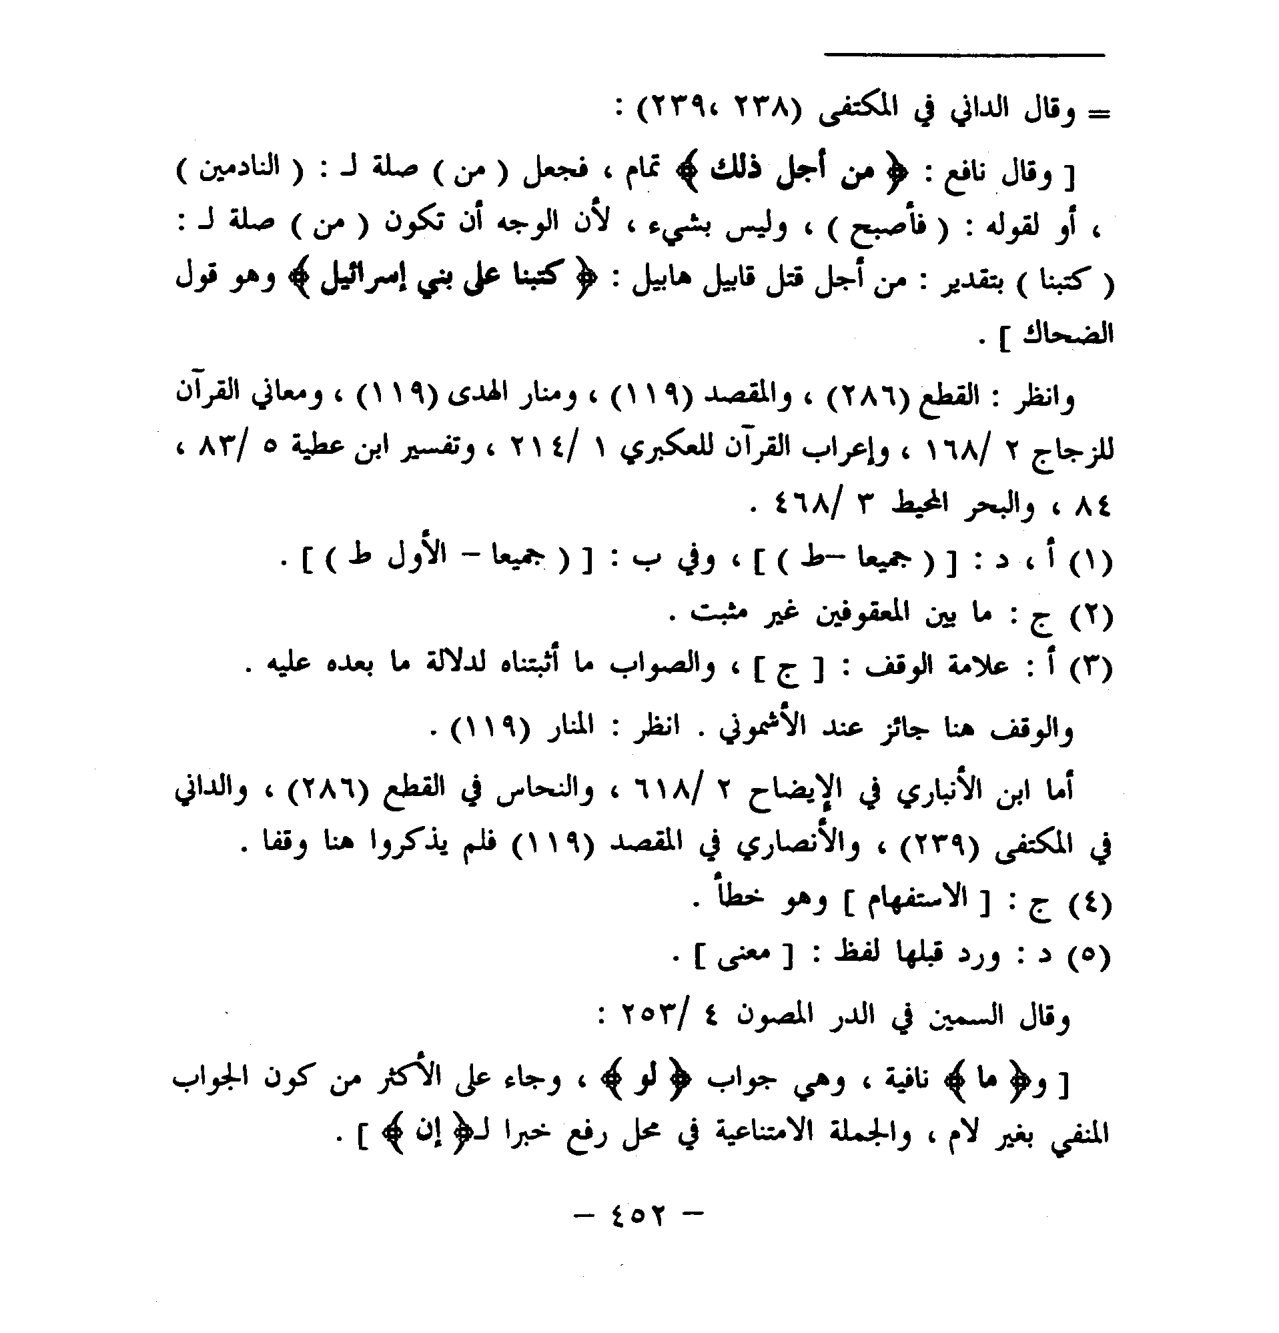 = وقال الداني في المكتفى (٢٣٨ ،٢٣٩) :
[ وقال نافع : ﴿ من أجل ذلك ﴾ تمام ، فجعل ( من ) صلة لـ : ( النادمين )
، أو لقوله : ( فأصبح ) ، وليس بشيء ، لأن الوجه أن تكون ( من ) صلة لـ :
( كتبنا ) بتقدير : من أجل قتل قابيل هابيل : ﴿ كتبنا على بني إسرائيل ﴾ وهو قول
الضحاك ] .
وانظر : القطع (٢٨٦) ، والمقصد (١١٩) ، ومنار الهدى (١١٩) ، ومعاني القرآن
للزجاج ٢ /١٦٨ ، وإعراب القرآن للعكبري ١ /٢١٤ ، وتفسير ابن عطية ٥ /٨٣ ،
٨٤ ، والبحر المحيط ٣ /٤٦٨ .
(١) أ ، د : [ ( جميعا –ط ) ] ، وفي ب : [ ( جميعا – الأول ط ) ] .
(٢) ج : ما بين المعقوفين غير مثبت .
(٣) أ : علامة الوقف : [ ج ] ، والصواب ما أثبتناه لدلالة ما بعده عليه .
والوقف هنا جائز عند الأشموني . انظر : المنار (١١٩) .
أما ابن الأنباري في الإيضاح ٢ /٦١٨ ، والنحاس في القطع (٢٨٦) ، والداني
في المكتفى (٢٣٩) ، والأنصاري في المقصد (١١٩) فلم يذكروا هنا وقفا .
(٤) ج : [ الاستفهام ] وهو خطأ .
(٥) د : ورد قبلها لفظ : [ معنى ] .
وقال السمين في الدر المصون ٤ /٢٥٣ :
[ و﴿ ما ﴾ نافية ، وهي جواب ﴿ لو ﴾ ، وجاء على الأكثر من كون الجواب
المنفي بغير لام ، والجملة الامتناعية في محل رفع خبرا لـ﴿ إن ﴾ ] .
– ٤٥٢ –